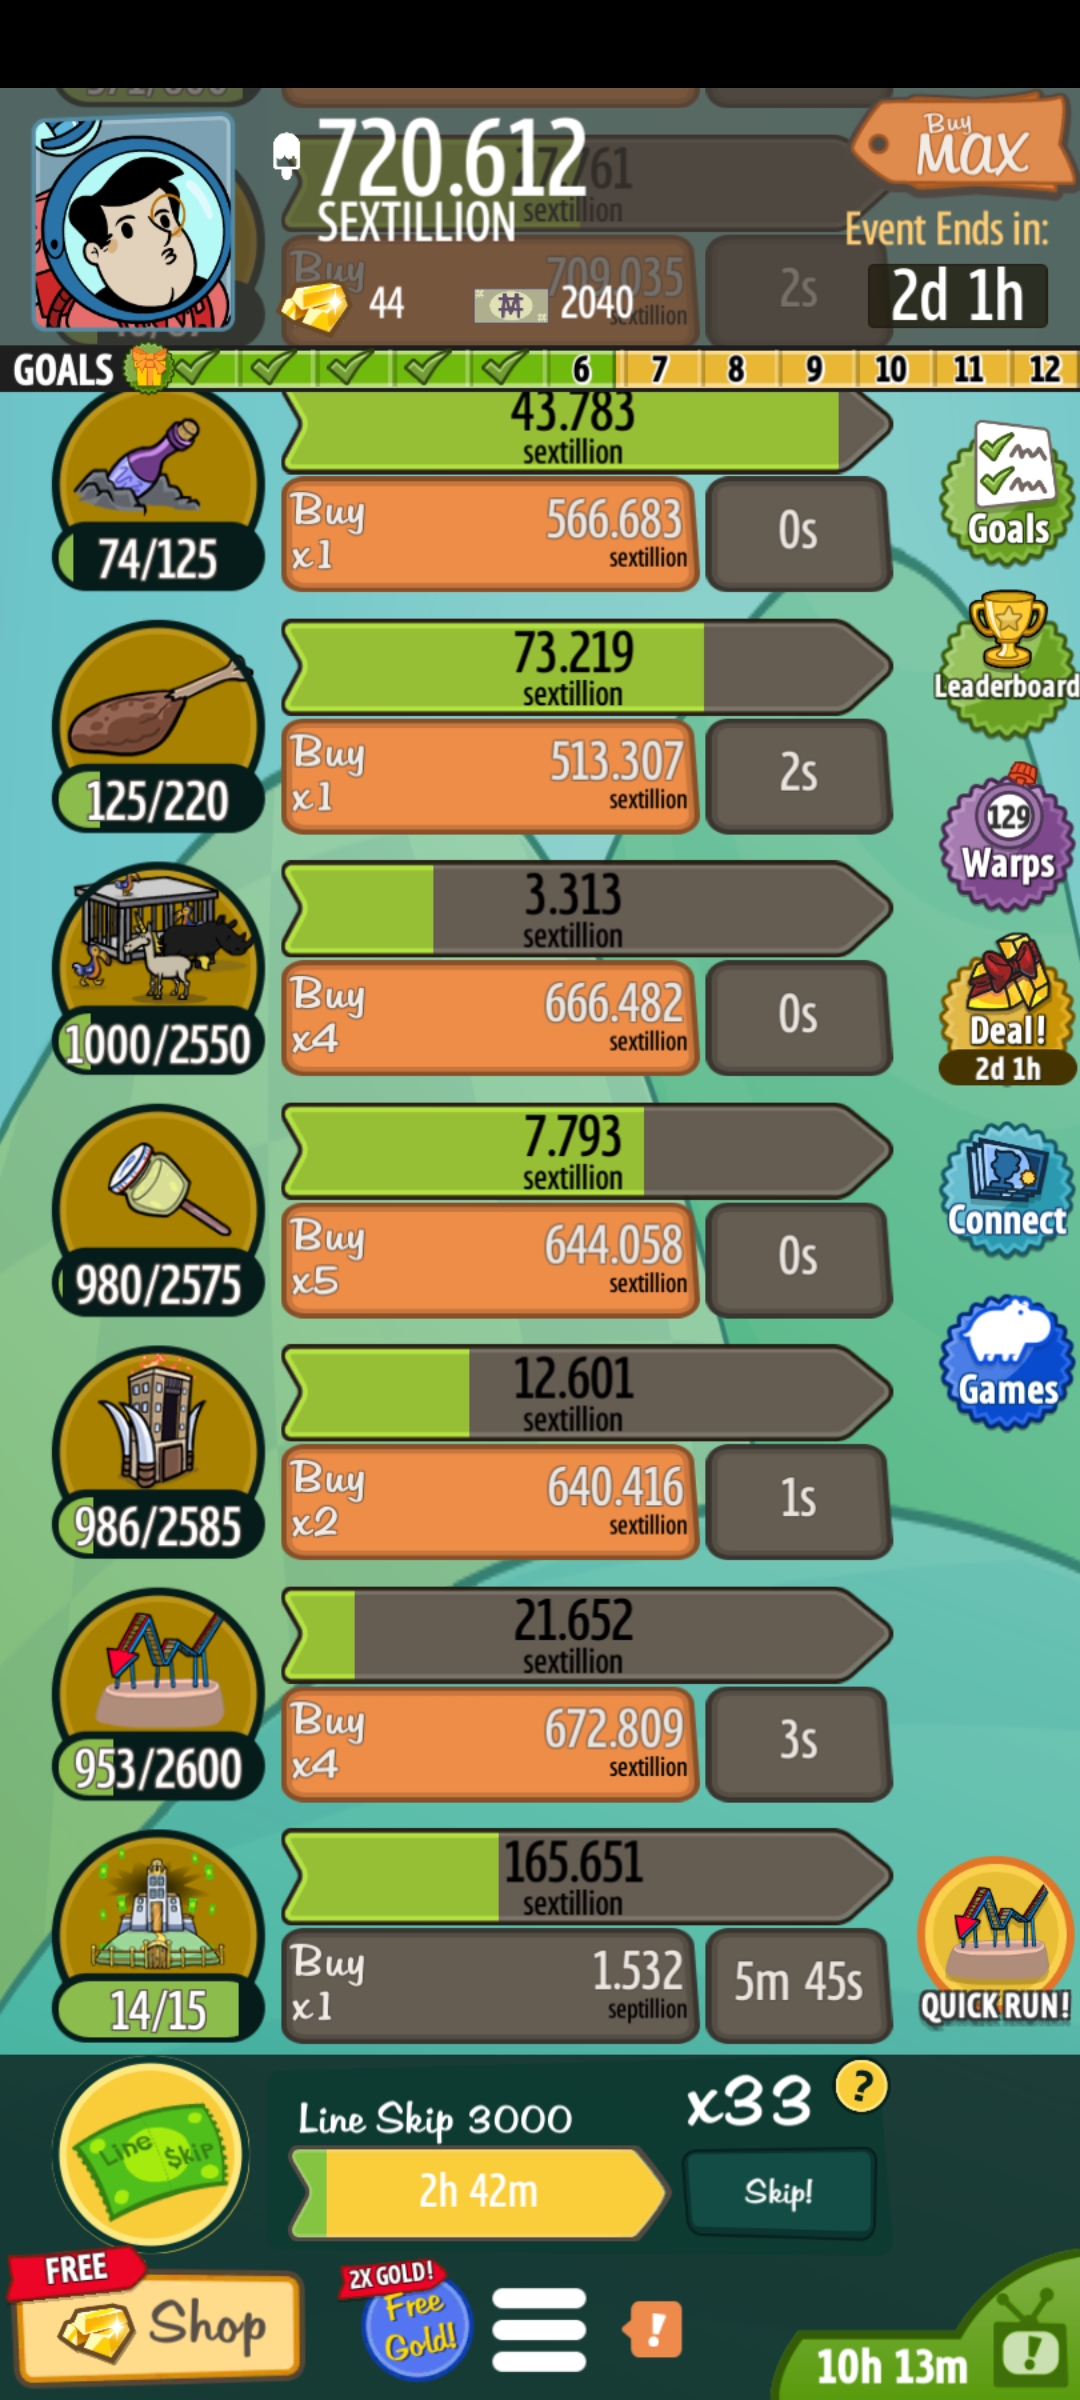 720.612
SEXTILLION
Buy
MAX
sextillion
Event Ends in:
Buy
709.035
2s
44
2040
2d 1h
GOALS
6
7
8
9
10
11
12
43.783
sextillion
74/125
Buy
x1
566.683
sextillion
0s
Goals
73.219
sextillion
Leaderboard
125/220
Buy
x1
513.307
sextillion
2s
129
Warps
3.313
sextillion
1000/2550
Buy
x4
666.482
sextillion
0s
Deal!
2d 1h
7.793
sextillion
980/2575
Buy
x5
644.058
sextillion
0s
Connect
12.601
sextillion
986/2585
Buy
x2
640.416
sextillion
1s
Games
21.652
sextillion
953/2600
Buy
x4
672.809
sextillion
3s
165.651
sextillion
14/15
Buy
x1
1.532
septillion
5m 45s
QUICK RUN!
Line Skip
Line Skip 3000
x33
?
2h 42m
Skip!
FREE
Shop
2X GOLD!
Free
Gold!
!
10h 13m
!